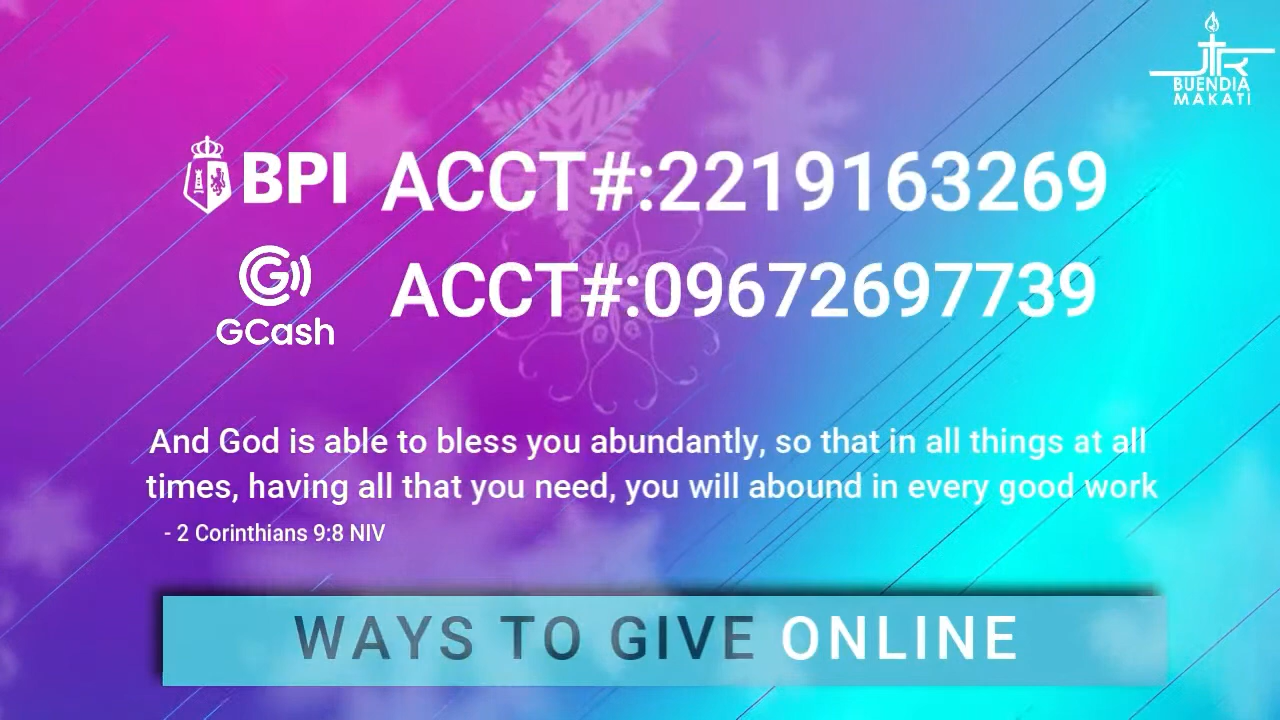 JTR
BUENDIA
MAKATI
BPI ACCT#:2219163269
GCash ACCT#:09672697739
And God is able to bless you abundantly, so that in all things at all
times, having all that you need, you will abound in every good work
- 2 Corinthians 9:8 NIV
WAYS TO GIVE ONLINE